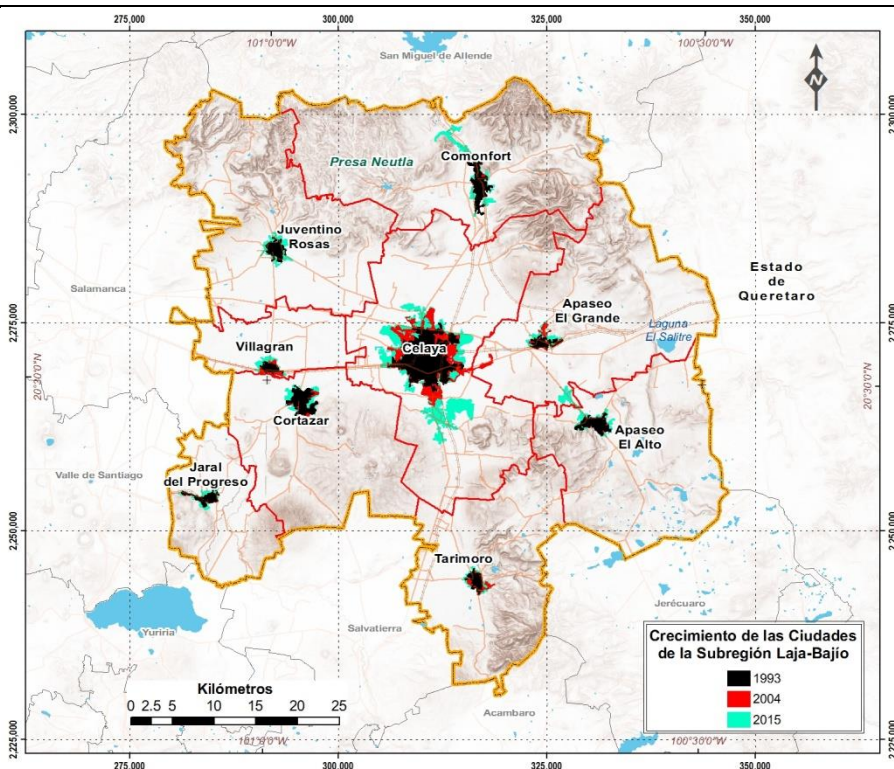 275.000 300.000 325.000 350.000
101°0'0"W 100°30'0"W
San Miguel de Allende
N
2'300.000 2'300.000
Presa Neutla
Comonfort
Juventino
Rosas
Estado
de
Queretaro
Salamanca
Apaseo
El Grande
2'275.000 2'275.000
Laguna
El Salitre
Villagran
Celaya
20°30'0"N 20°30'0"N
Cortazar
Apaseo
El Alto
Valle de Santiago
Jaral
del Progreso
2'250.000 2'250.000
Tarimoro
Jerécuaro
Yuriria
Salvatierra
Crecimiento de las Ciudades
de la Subregión Laja-Bajío
1993
2004
2015
Kilómetros
0 2.5 5 10 15 20 25
Acambaro
2'225.000 2'225.000
101°0'0"W 100°30'0"W
275.000 300.000 325.000 350.000